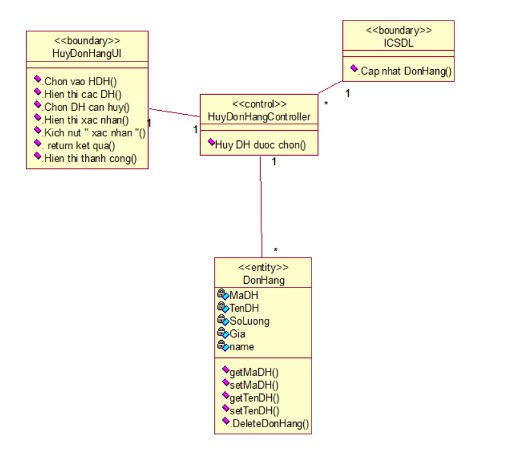 <<boundary>>
HuyDonHangUI
.Chon vao HDH()
.Hien thi cac DH()
.Chon DH can huy()
.Hien thi xac nhan()
.Kich nut " xac nhan "()
. return ket qua()
.Hien thi thanh cong()
<<boundary>>
ICSDL
.Cap nhat DonHang()
1
*
1
1
<<control>>
HuyDonHangController
Huy DH duoc chon()
1
*
<<entity>>
DonHang
MaDH
TenDH
SoLuong
Gia
name
getMaDH()
setMaDH()
getTenDH()
setTenDH()
.DeleteDonHang()